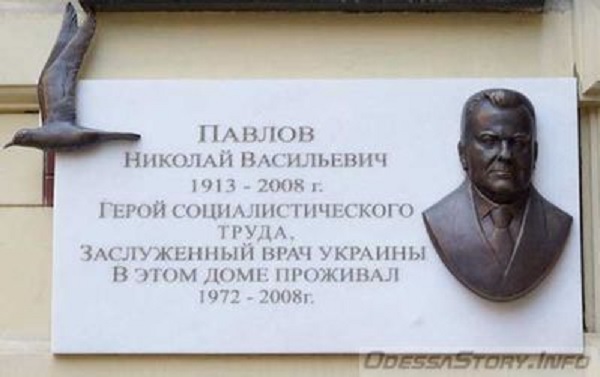 ПАВЛОВ
НИКОЛАЙ ВАСИЛЬЕВИЧ
1913 - 2008 г.
ГЕРОЙ СОЦИАЛИСТИЧЕСКОГО
ТРУДА,
ЗАСЛУЖЕННЫЙ ВРАЧ УКРАИНЫ
В ЭТОМ ДОМЕ ПРОЖИВАЛ
1972 - 2008г.
OdessaStory.Info